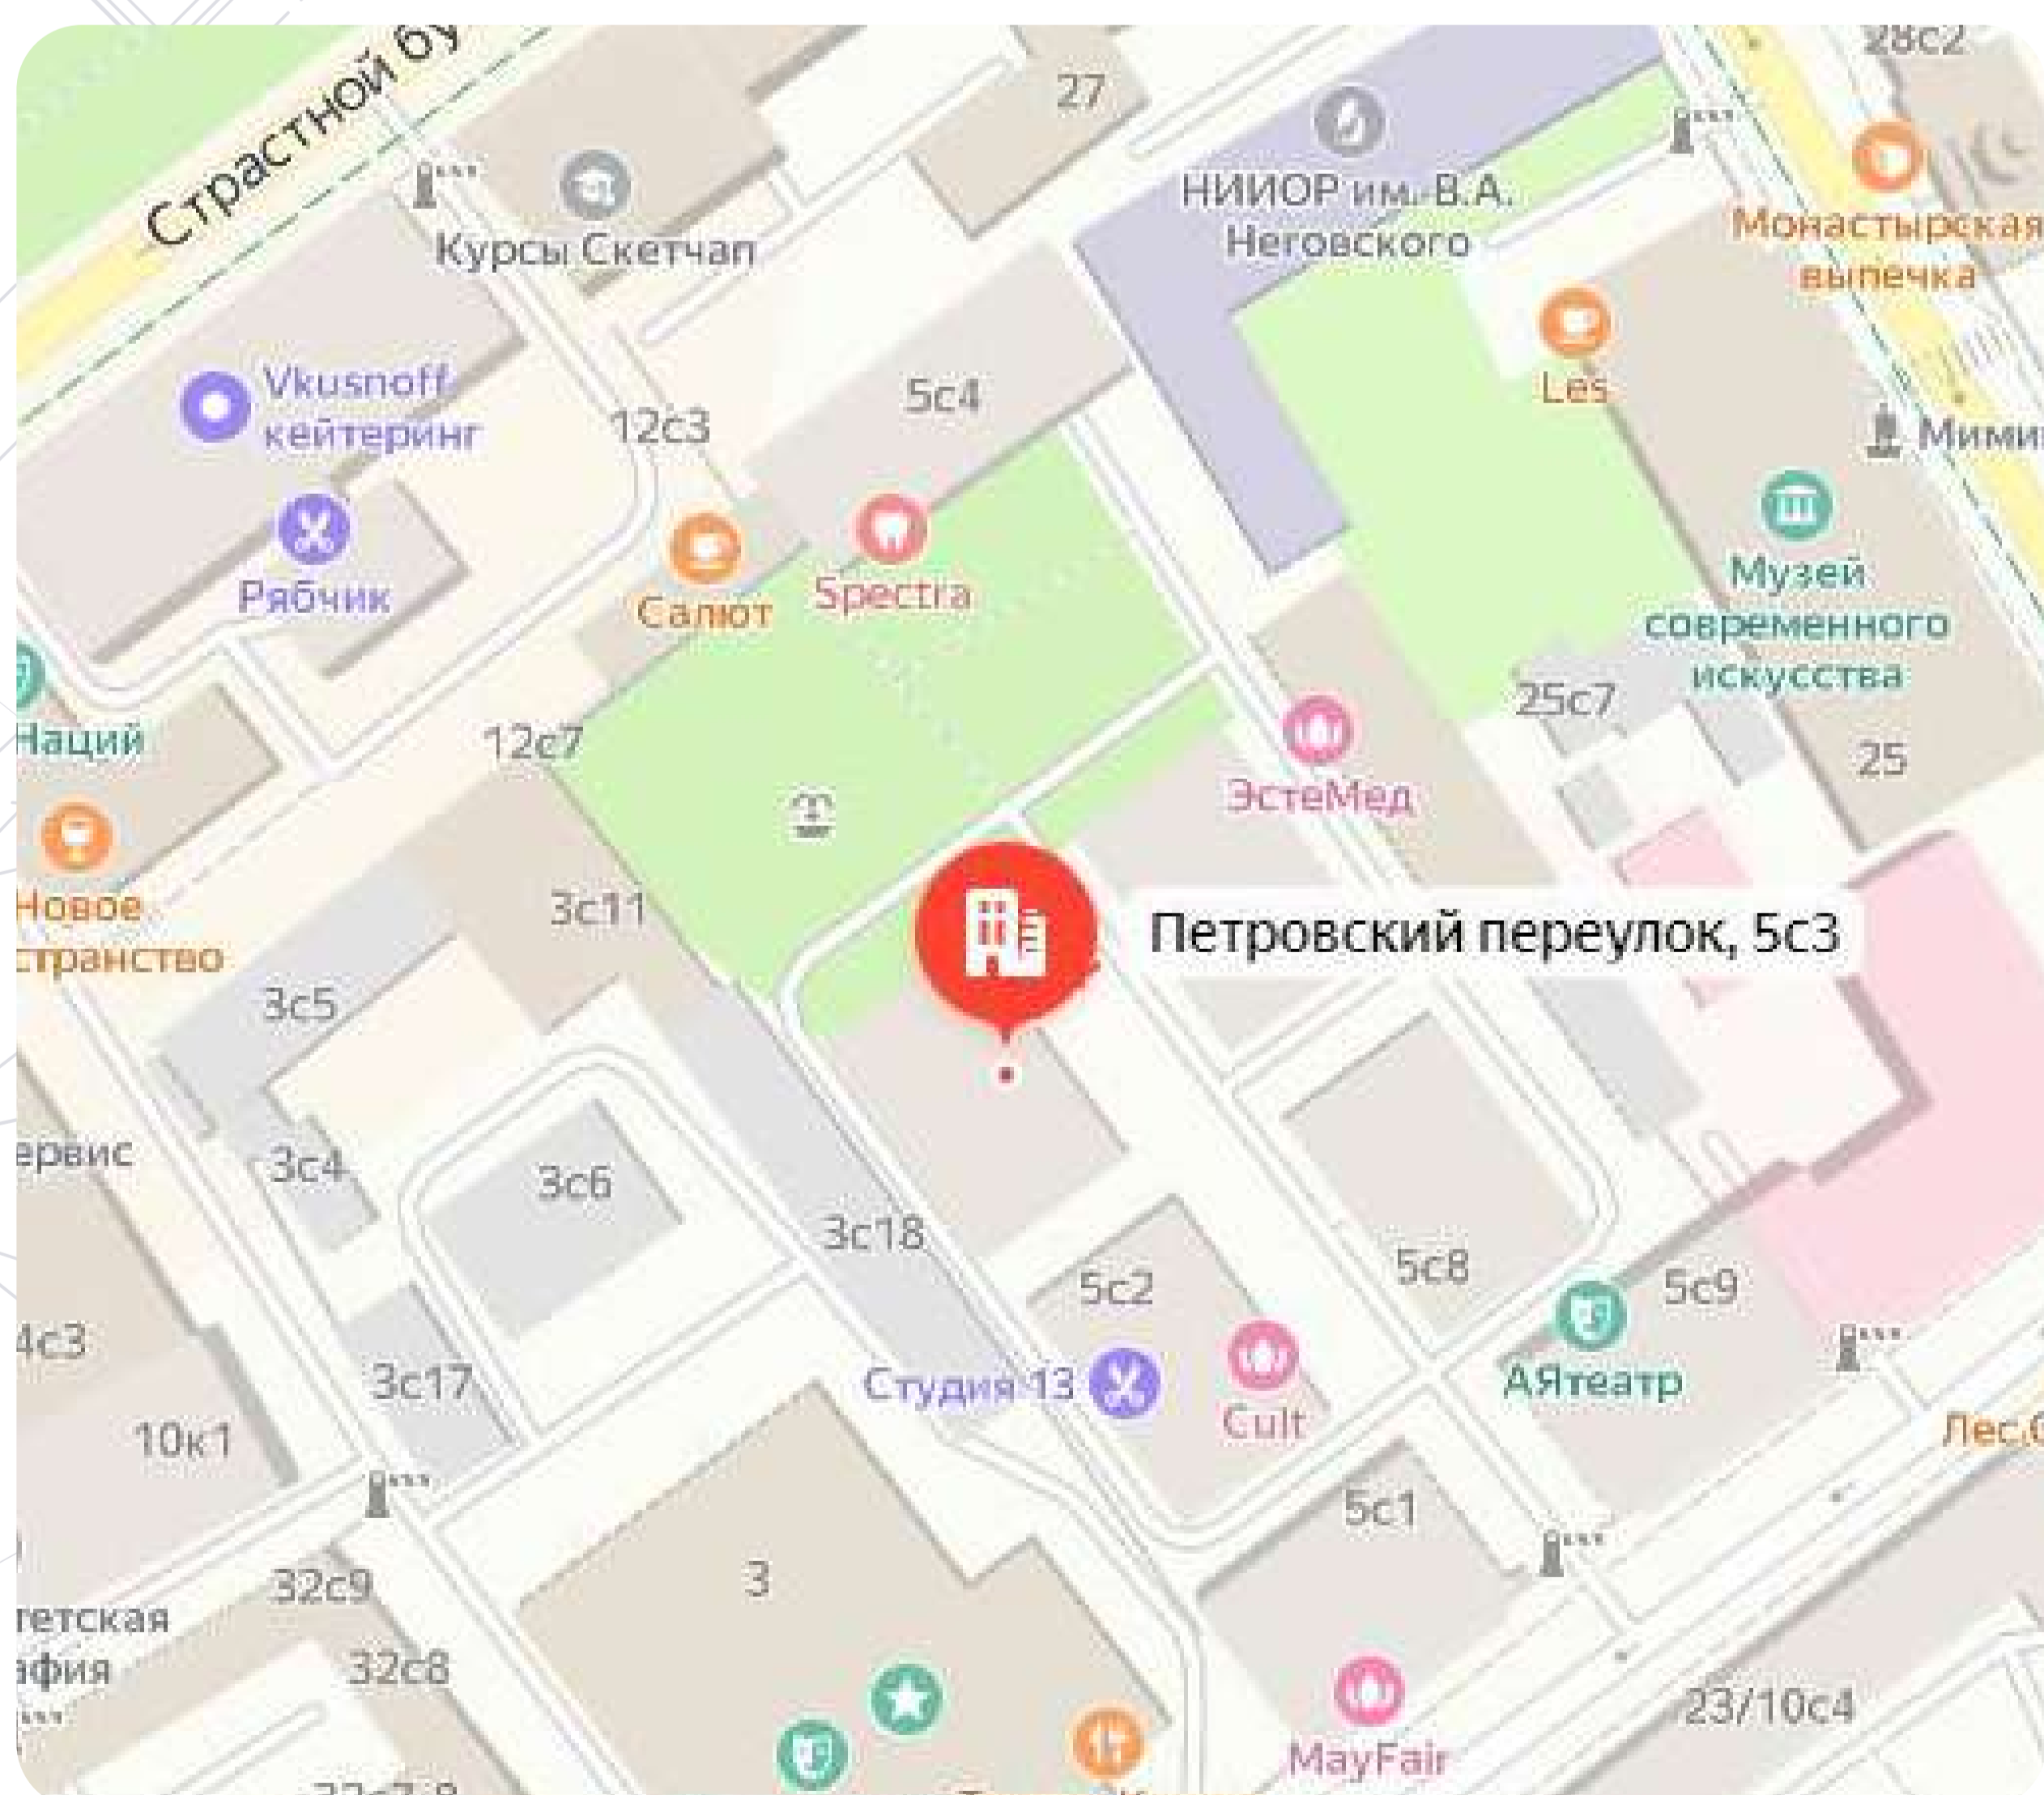 Страстной бу
27
28с2
Курсы Скетчап
НИИОР им. В.А.
Неговского
Монастырская
выпечка
Vkusnoff
кейтеринг
12с3
5с4
Les
Мими
Рябчик
Салют
Spectra
Музей
современного
искусства
Наций
12с7
25с7
25
ЭстеМед
Новое
странство
3с11
Петровский переулок, 5с3
3с5
ервис
3с4
3с6
3с18
5с2
5с8
5с9
4с3
3с17
Студия 13
Cult
АЯтеатр
10к1
Лес.
5с1
32с9
3
тетская
афия
32с8
23/10с4
MayFair